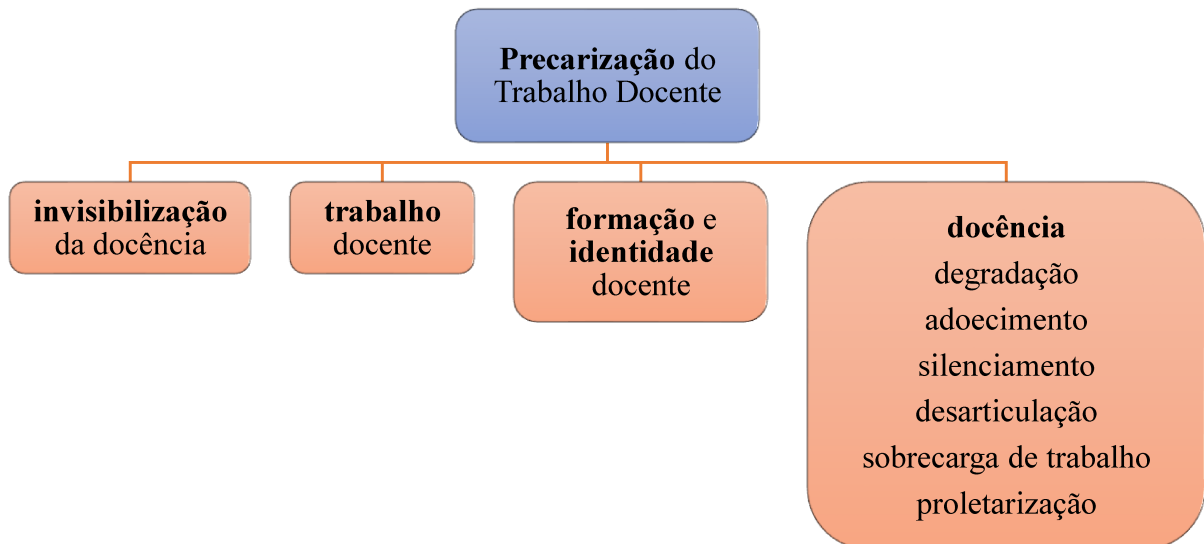 Precarização do
Trabalho Docente
invisibilização
da docência
trabalho
docente
formação e
identidade
docente
docência
degradação
adoecimento
silenciamento
desarticulação
sobrecarga de trabalho
proletarização